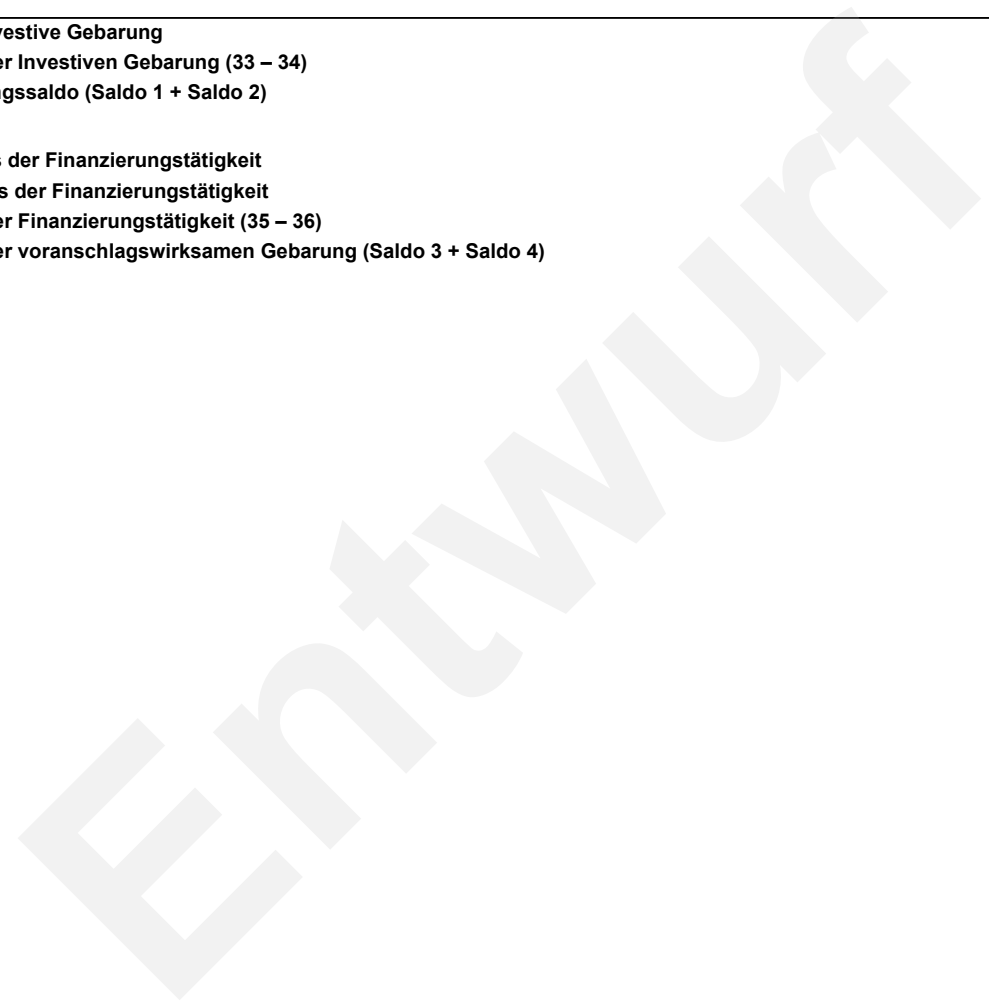 vestive Gebarung
er Investiven Gebarung (33 – 34)
ngssaldo (Saldo 1 + Saldo 2)
s der Finanzierungstätigkeit
s der Finanzierungstätigkeit
er Finanzierungstätigkeit (35 – 36)
er voranschlagswirksamen Gebarung (Saldo 3 + Saldo 4)
Entwurf